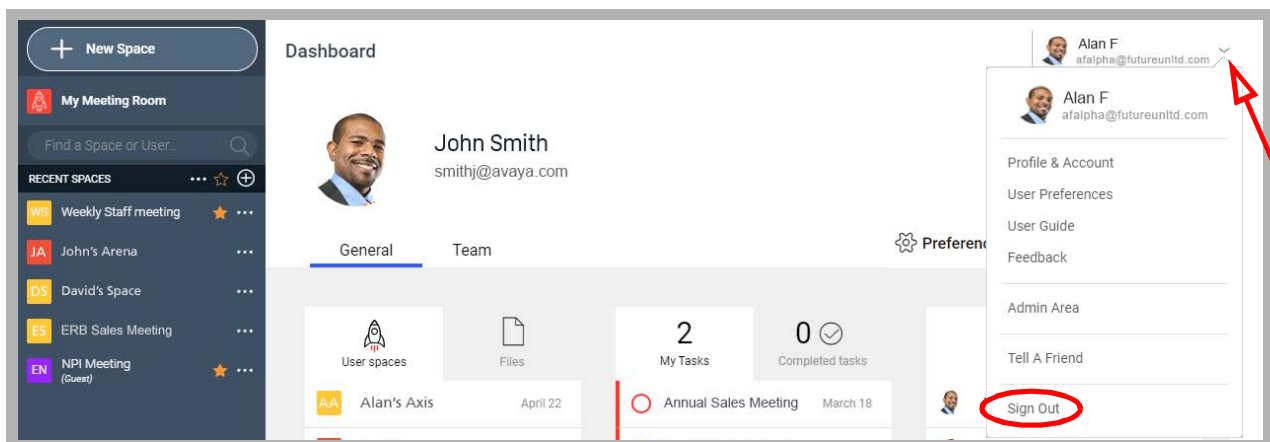 New Space
My Meeting Room
Find a Space or User...
RECENT SPACES
WS Weekly Staff meeting
JA John's Arena
DS David's Space
ES ERB Sales Meeting
EN NPI Meeting
(Guest)
Dashboard
John Smith
smithj@avaya.com
General Team
Preferen
User spaces
Files
AA Alan's Axis April 22
2
My Tasks
0
Completed tasks
Annual Sales Meeting March 18
Alan F
afalpha@futureunltd.com
Alan F
afalpha@futureunltd.com
Profile & Account
User Preferences
User Guide
Feedback
Admin Area
Tell A Friend
Sign Out